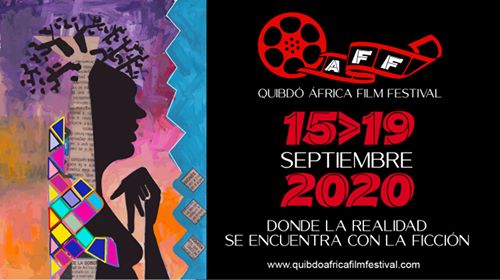 AFF
QUIBDÓ ÁFRICA FILM FESTIVAL
15>19
SEPTIEMBRE
2020
DONDE LA REALIDAD
SE ENCUENTRA CON LA FICCIÓN
www.quibdoafricafilmfestival.com